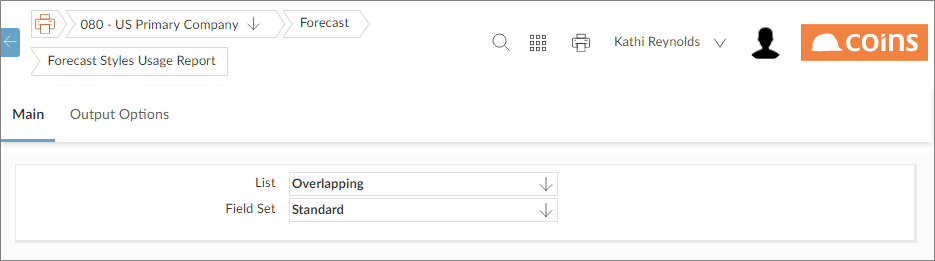 080 - US Primary Company
Forecast
Forecast Styles Usage Report
Kathi Reynolds
coins
Main
Output Options
List
Overlapping
Field Set
Standard